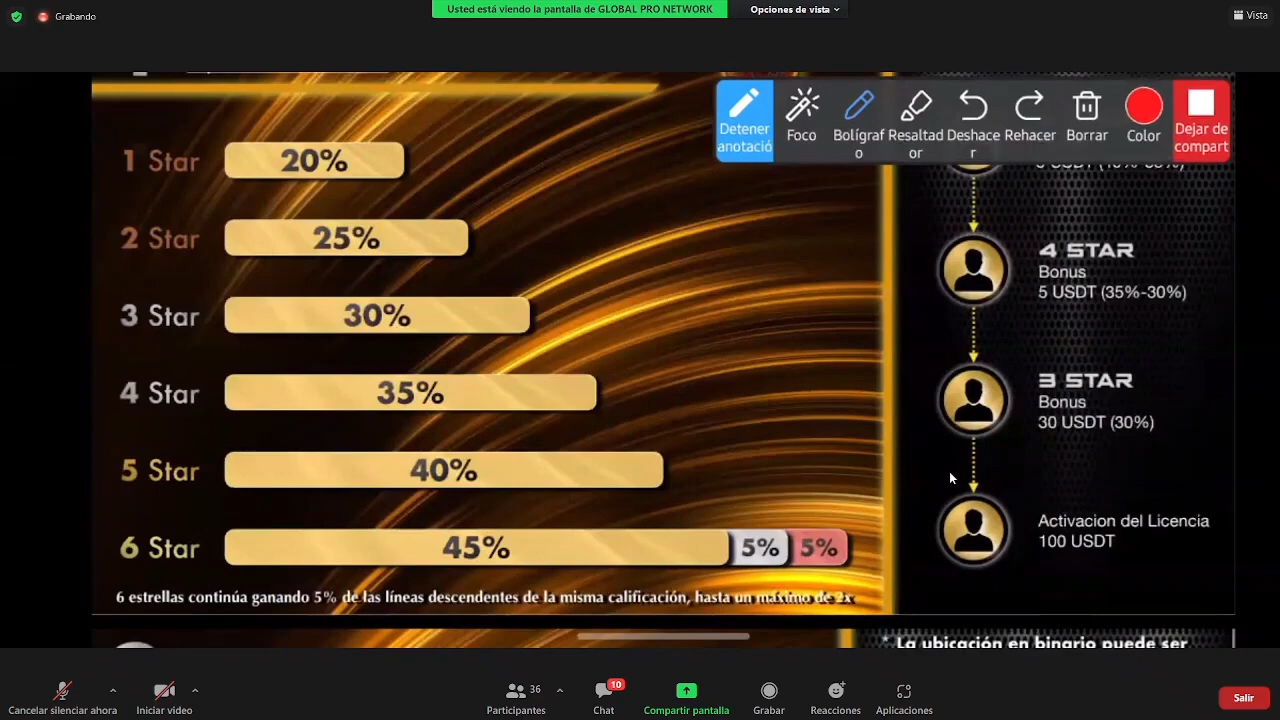 Grabando
Usted está viendo la pantalla de GLOBAL PRO NETWORK
Opciones de vista
Vista
Detener
anotació
Foco
Bolígraf
o
Resaltad
or
Deshace
r
Rehacer
Borrar
Color
Dejar de
compart
1 Star 20%
2 Star 25%
3 Star 30%
4 Star 35%
5 Star 40%
6 Star 45% 5% 5%
6 estrellas continúa ganando 5% de las líneas descendentes de la misma calificación, hasta un máximo de 2x
4 STAR
Bonus
5 USDT (35%-30%)
3 STAR
Bonus
30 USDT (30%)
Activacion del Licencia
100 USDT
* La ubicación en binario puede ser
Cancelar silenciar ahora
Iniciar video
36
Participantes
10
Chat
Compartir pantalla
Grabar
Reacciones
Aplicaciones
Salir